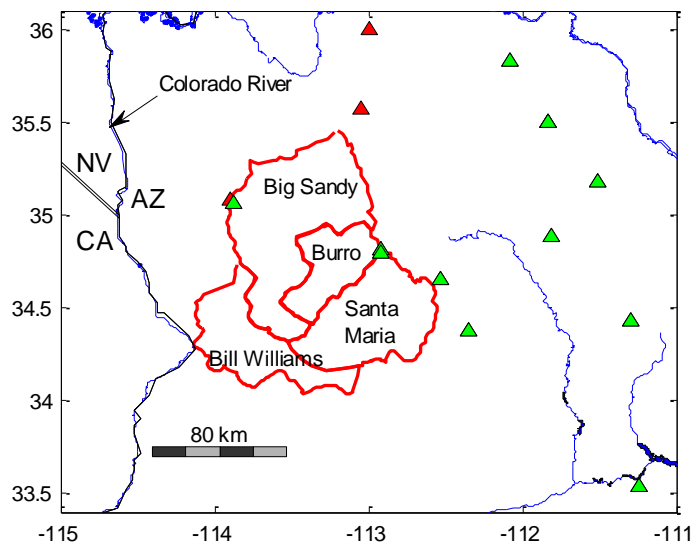 36
Colorado River
35.5
NV
AZ
Big Sandy
35
CA
Burro
34.5
Santa
Maria
Bill Williams
34
80 km
33.5
-115
-114
-113
-112
-111